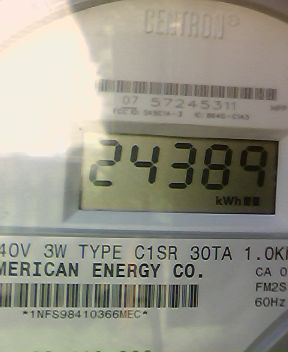 CENTRON®
07 57245311
24389
kWh
40V 3W TYPE C1SR 30TA 1.0K
MERICAN ENERGY CO.
CA 0
FM2S
60Hz
*1NFS98410366MEC*